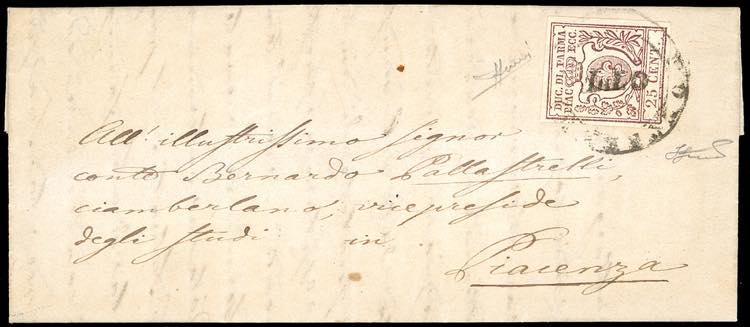 DUC. DI PARMA
PIAC. ECC.
25 CENT.
All' illustrissimo signor
conte Bernardo Pallastrelli,
ciamberlano, vicepreside
degli studi in
Piacenza